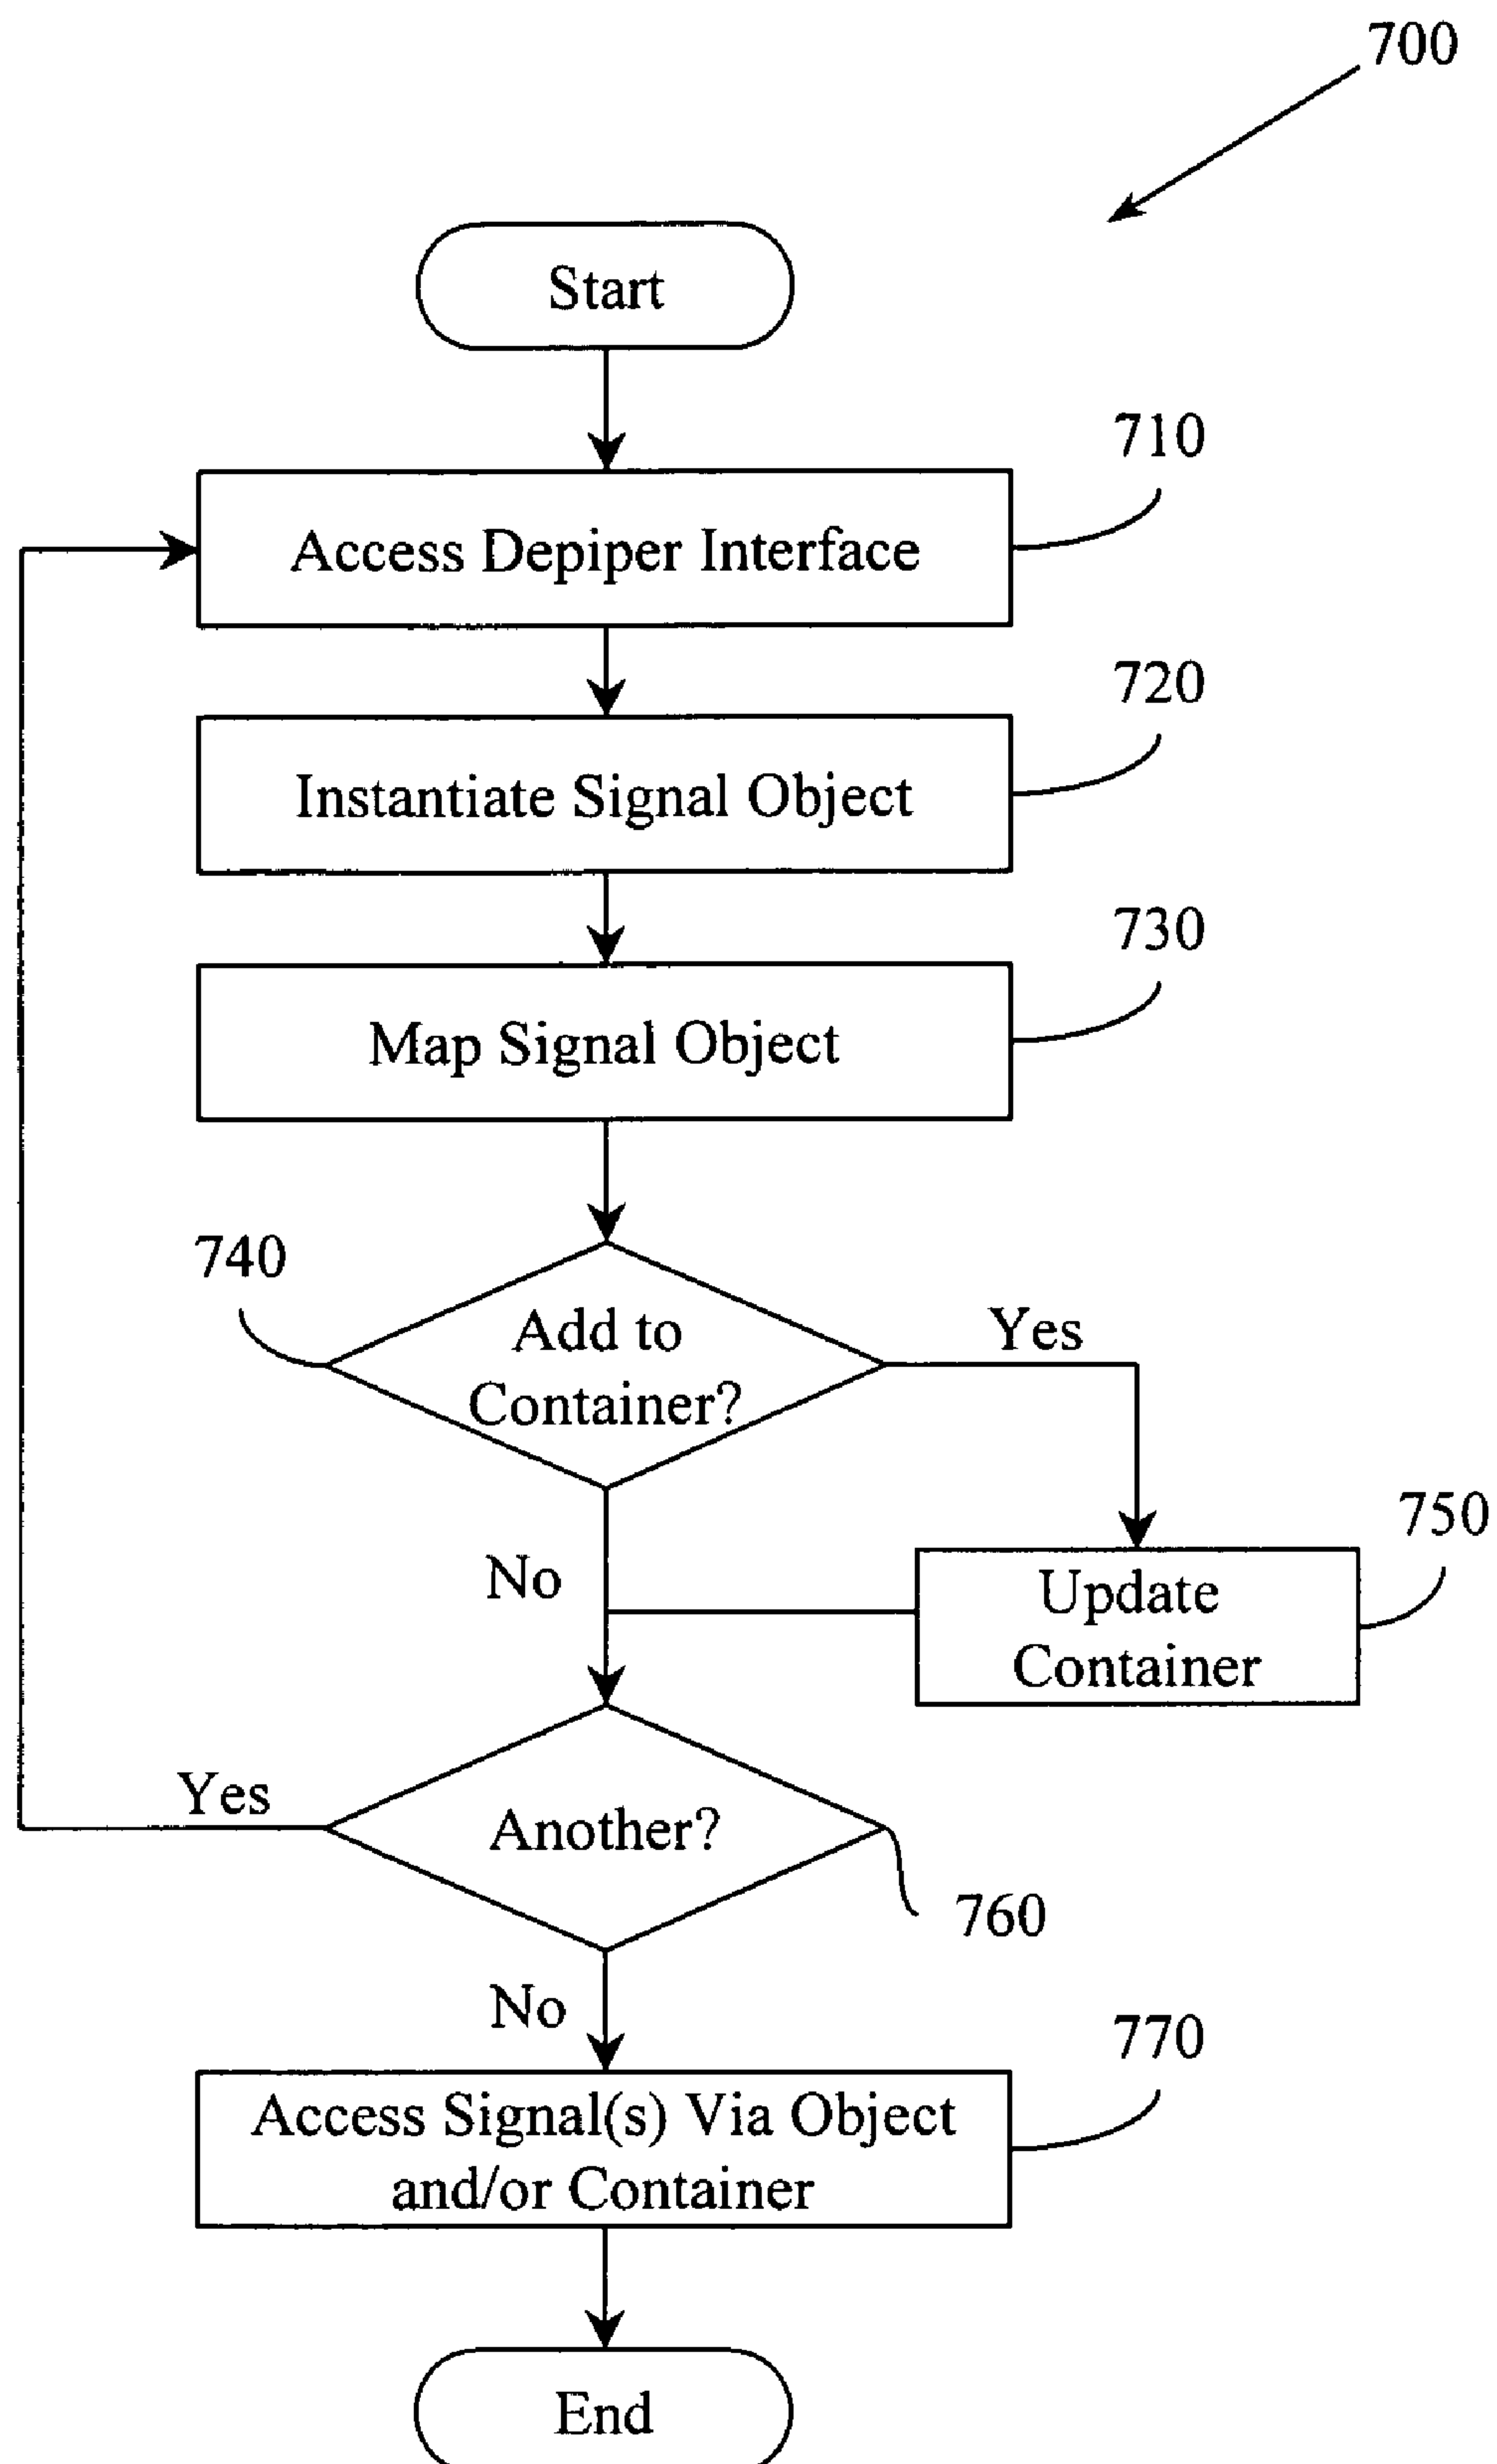 700
Start
710
Access Depiper Interface
720
Instantiate Signal Object
730
Map Signal Object
740
Add to
Container?
Yes
750
No
Update
Container
Yes
Another?
760
No
770
Access Signal(s) Via Object
and/or Container
End